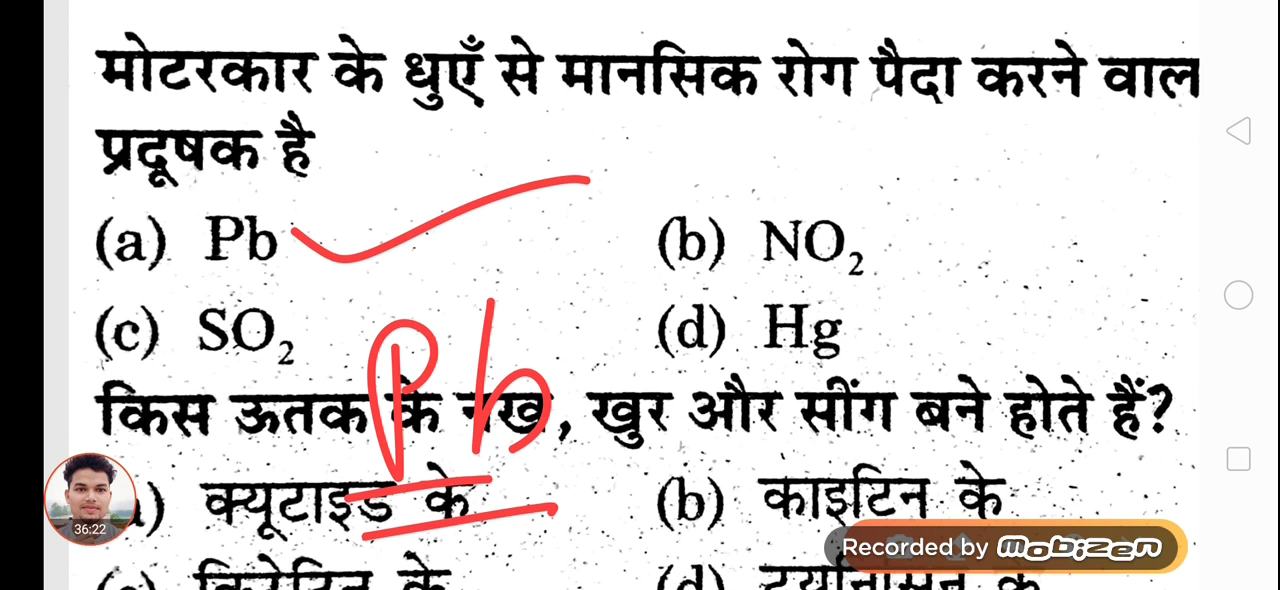 मोटरकार के धुएँ से मानसिक रोग पैदा करने वाल
प्रदूषक है
(a) Pb (b) NO₂
(c) SO₂ (d) Hg
Pb
किस ऊतक के नख, खुर और सींग बने होते हैं?
) क्यूटाइड के (b) काइटिन के
36:22
Recorded by mobizen
के (d)